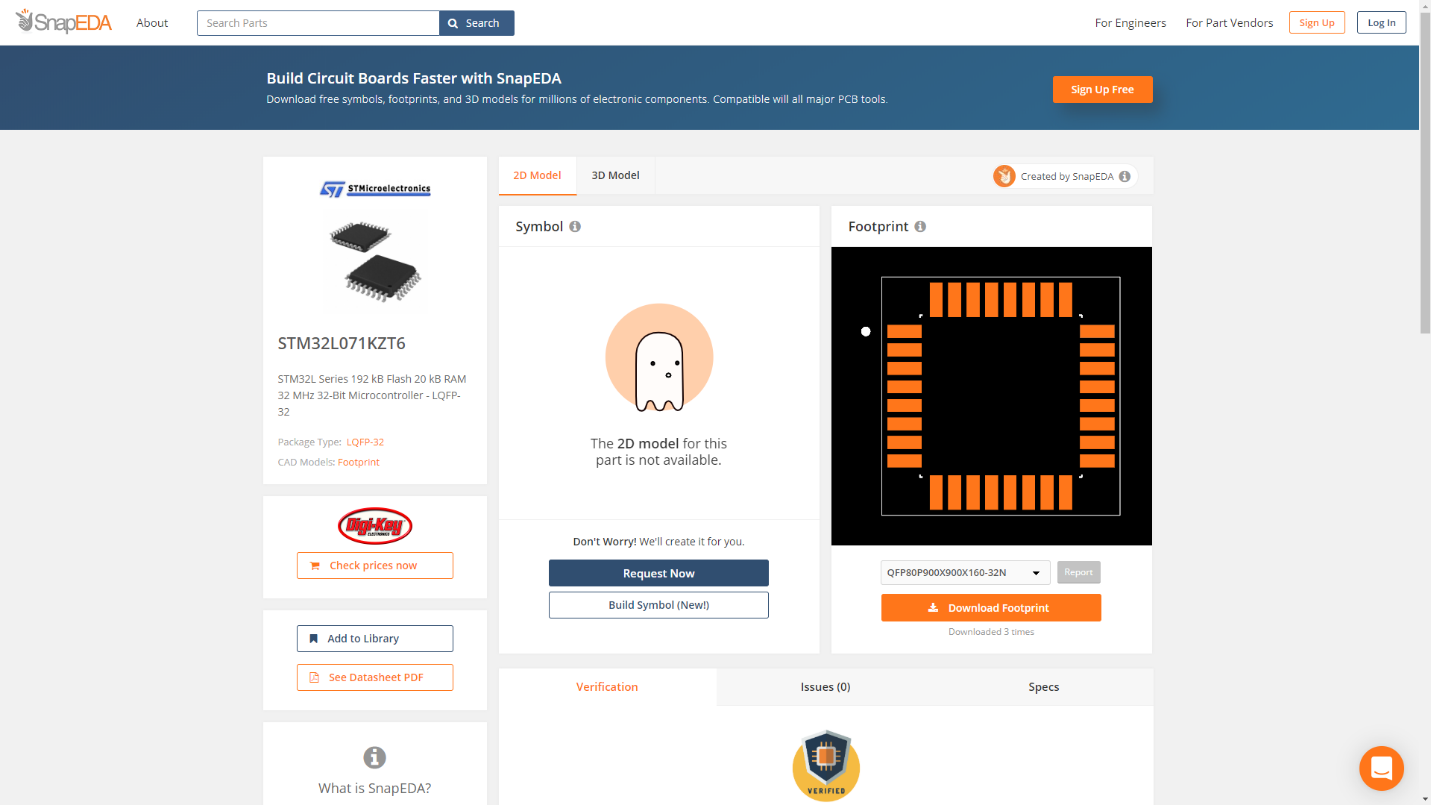 SnapEDA
About
Search Parts
Search
For Engineers
For Part Vendors
Sign Up
Log In
Build Circuit Boards Faster with SnapEDA
Download free symbols, footprints, and 3D models for millions of electronic components. Compatible will all major PCB tools.
Sign Up Free
STMicroelectronics
STM32L071KZT6
STM32L Series 192 kB Flash 20 kB RAM
32 MHz 32-Bit Microcontroller - LQFP-
32
Package Type: LQFP-32
CAD Models: Footprint
Digi-Key
ELECTRONICS
Check prices now
Add to Library
See Datasheet PDF
What is SnapEDA?
2D Model
3D Model
Created by SnapEDA
Symbol
The 2D model for this
part is not available.
Don't Worry! We'll create it for you.
Request Now
Build Symbol (New!)
Footprint
QFP80P900X900X160-32N
Report
Download Footprint
Downloaded 3 times
Verification
Issues (0)
Specs
VERIFIED